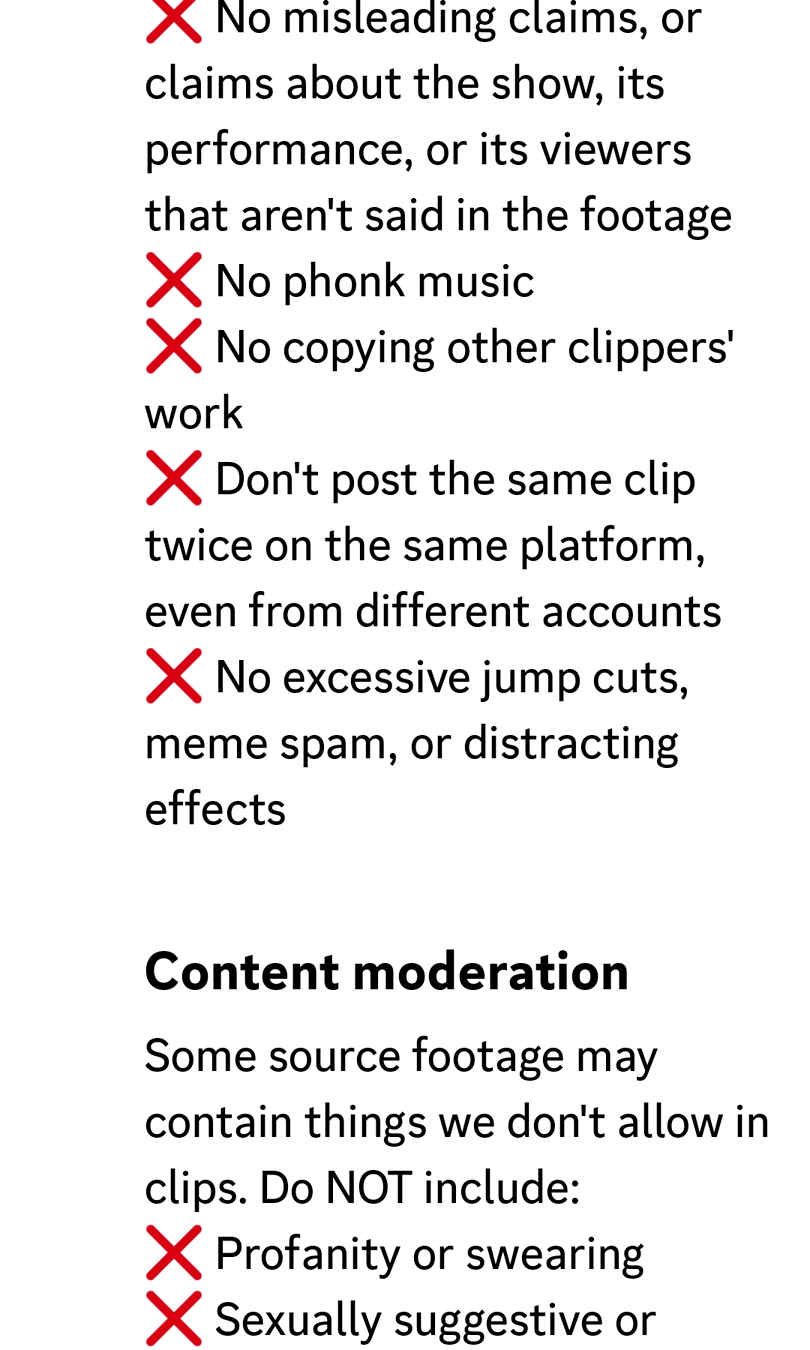 ❌ No misleading claims, or
claims about the show, its
performance, or its viewers
that aren't said in the footage
❌ No phonk music
❌ No copying other clippers'
work
❌ Don't post the same clip
twice on the same platform,
even from different accounts
❌ No excessive jump cuts,
meme spam, or distracting
effects
Content moderation
Some source footage may
contain things we don't allow in
clips. Do NOT include:
❌ Profanity or swearing
❌ Sexually suggestive or